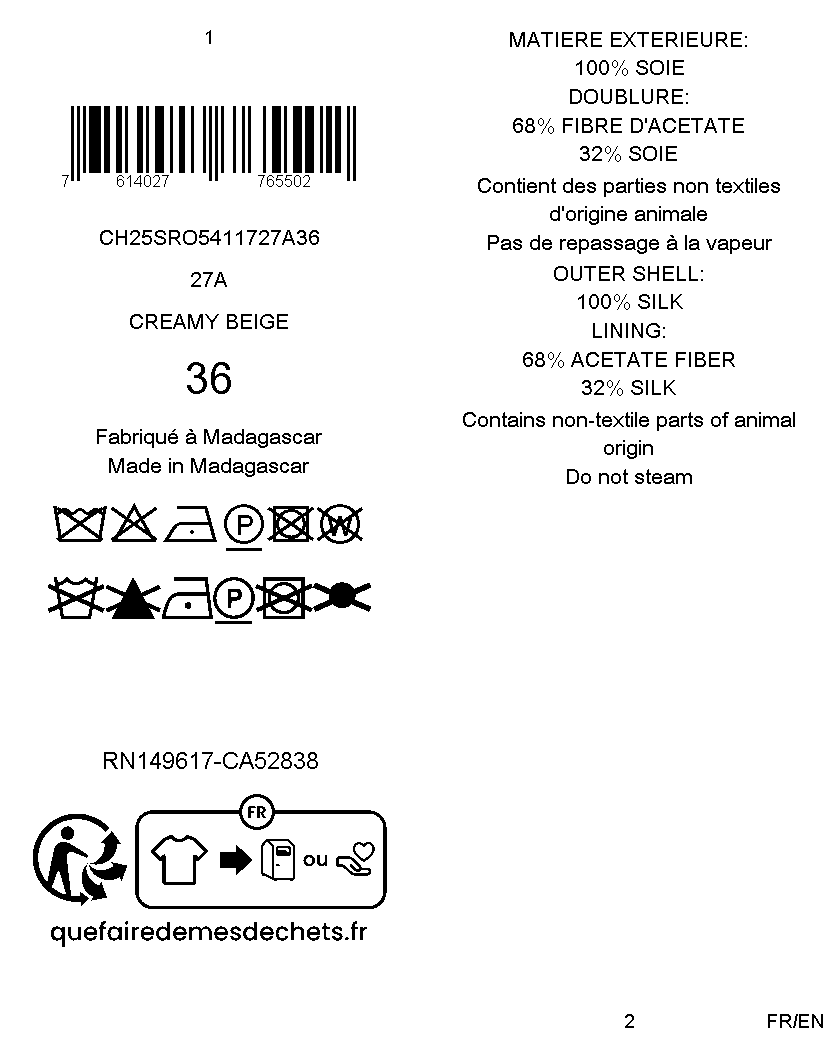 1
7 614027 765502
CH25SRO5411727A36
27A
CREAMY BEIGE
36
Fabriqué à Madagascar
Made in Madagascar
P W
P
RN149617-CA52838
FR
ou
quefairedemesdechets.fr
MATIERE EXTERIEURE:
100% SOIE
DOUBLURE:
68% FIBRE D'ACETATE
32% SOIE
Contient des parties non textiles
d'origine animale
Pas de repassage à la vapeur
OUTER SHELL:
100% SILK
LINING:
68% ACETATE FIBER
32% SILK
Contains non-textile parts of animal
origin
Do not steam
2
FR/EN